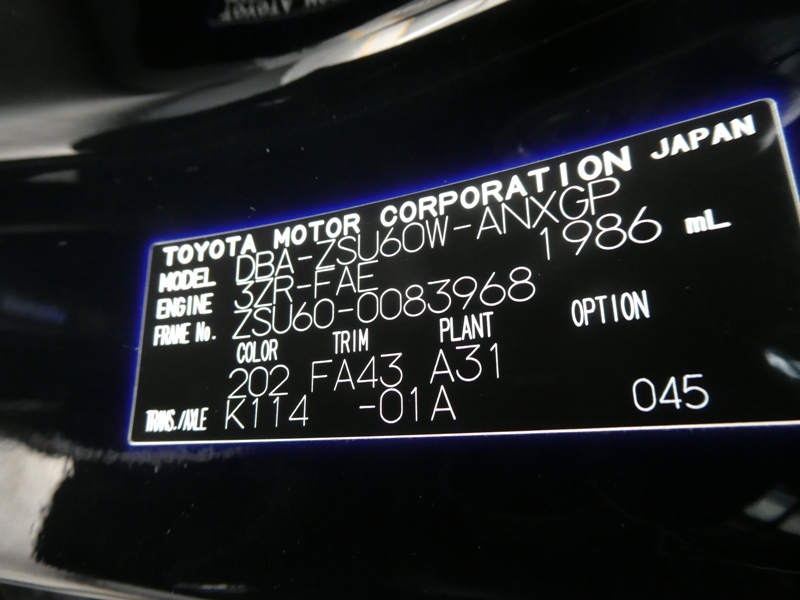 TOYOTA MOTOR CORPORATION JAPAN
MODEL DBA-ZSU60W-ANXGP
ENGINE 3ZR-FAE 1986 mL
FRAME No. ZSU60-0083968
COLOR TRIM PLANT OPTION
202 FA43 A31
TRANS./AXLE K114 -01A 045